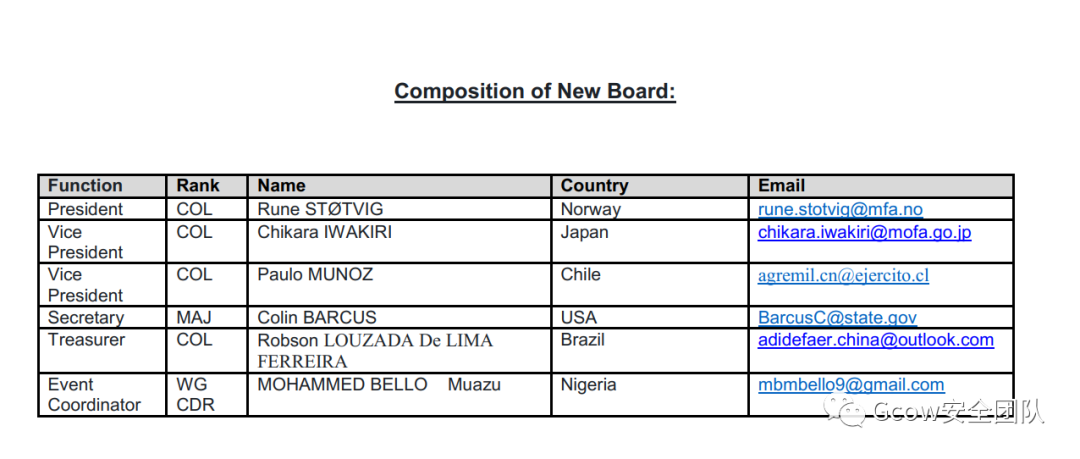 Composition of New Board:
Function Rank Name Country Email
President COL Rune STØTVIG Norway rune.stotvig@mfa.no
Vice COL Chikara IWAKIRI Japan chikara.iwakiri@mofa.go.jp
President
Vice COL Paulo MUNOZ Chile agremil.cn@ejercito.cl
President
Secretary MAJ Colin BARCUS USA BarcusC@state.gov
Treasurer COL Robson LOUZADA De LIMA Brazil adidefaer.china@outlook.com
FERREIRA
Event WG MOHAMMED BELLO Muazu Nigeria mbmbello9@gmail.com
Coordinator CDR
Gcow安全团队